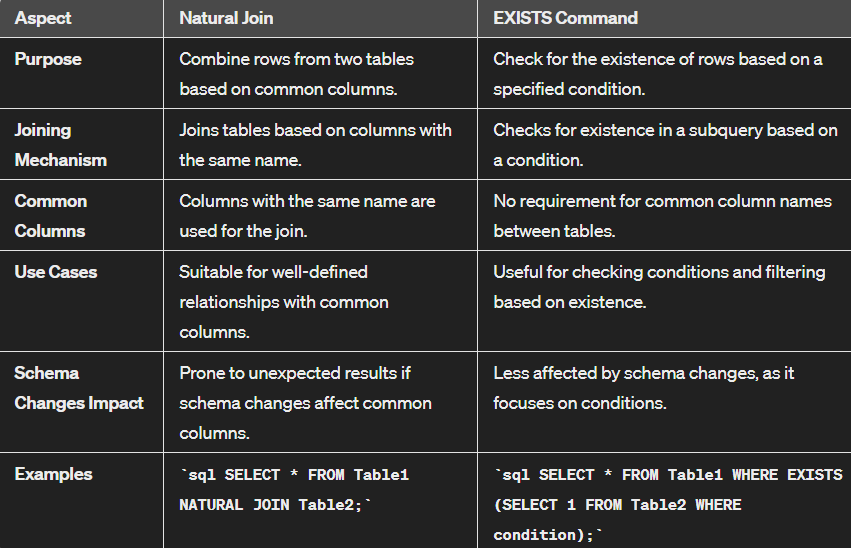 Aspect Natural Join EXISTS Command
Purpose Combine rows from two tables Check for the existence of rows based on a
based on common columns. specified condition.
Joining Joins tables based on columns with Checks for existence in a subquery based on
Mechanism the same name. a condition.
Common Columns with the same name are No requirement for common column names
Columns used for the join. between tables.
Use Cases Suitable for well-defined Useful for checking conditions and filtering
relationships with common based on existence.
columns.
Schema Prone to unexpected results if Less affected by schema changes, as it
Changes Impact schema changes affect common focuses on conditions.
columns.
Examples `sql SELECT * FROM Table1 `sql SELECT * FROM Table1 WHERE EXISTS
NATURAL JOIN Table2;` (SELECT 1 FROM Table2 WHERE
condition);`